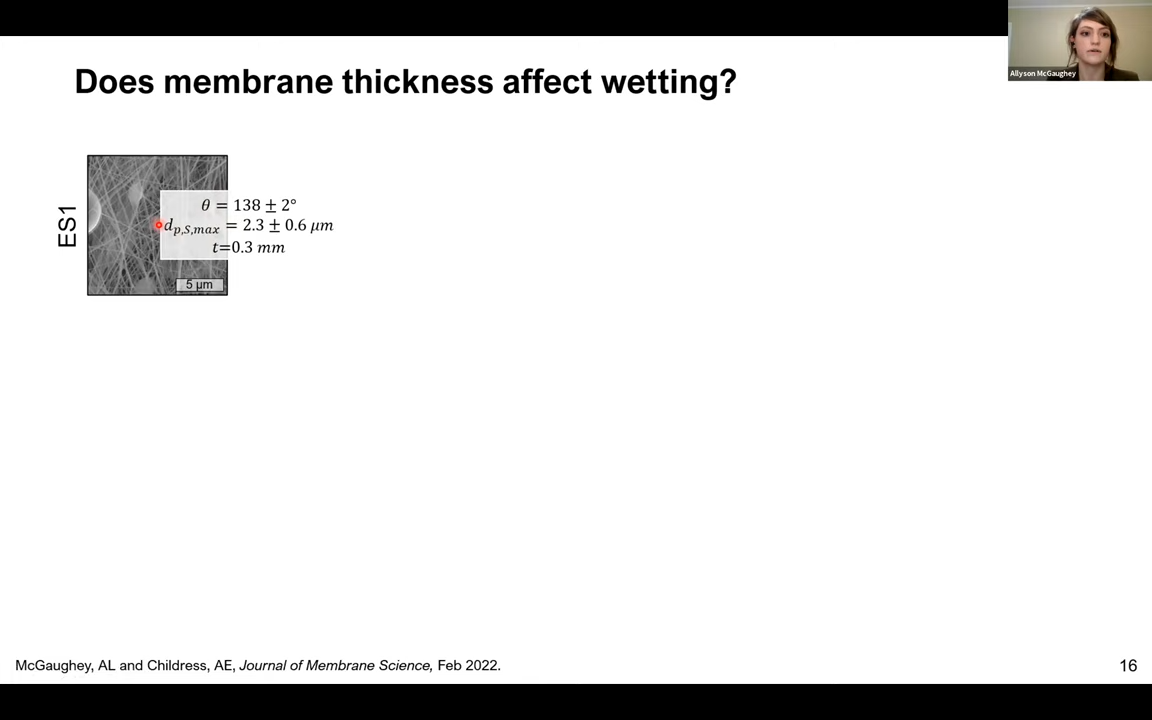 Allyson McGaughey
Does membrane thickness affect wetting?
ES1
θ = 138 ± 2°
d_{p,S,max} = 2.3 ± 0.6 μm
t=0.3 mm
5 μm
McGaughey, AL and Childress, AE, Journal of Membrane Science, Feb 2022.
16